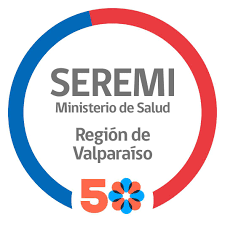 SEREMI
Ministerio de Salud
Región de
Valparaíso
50